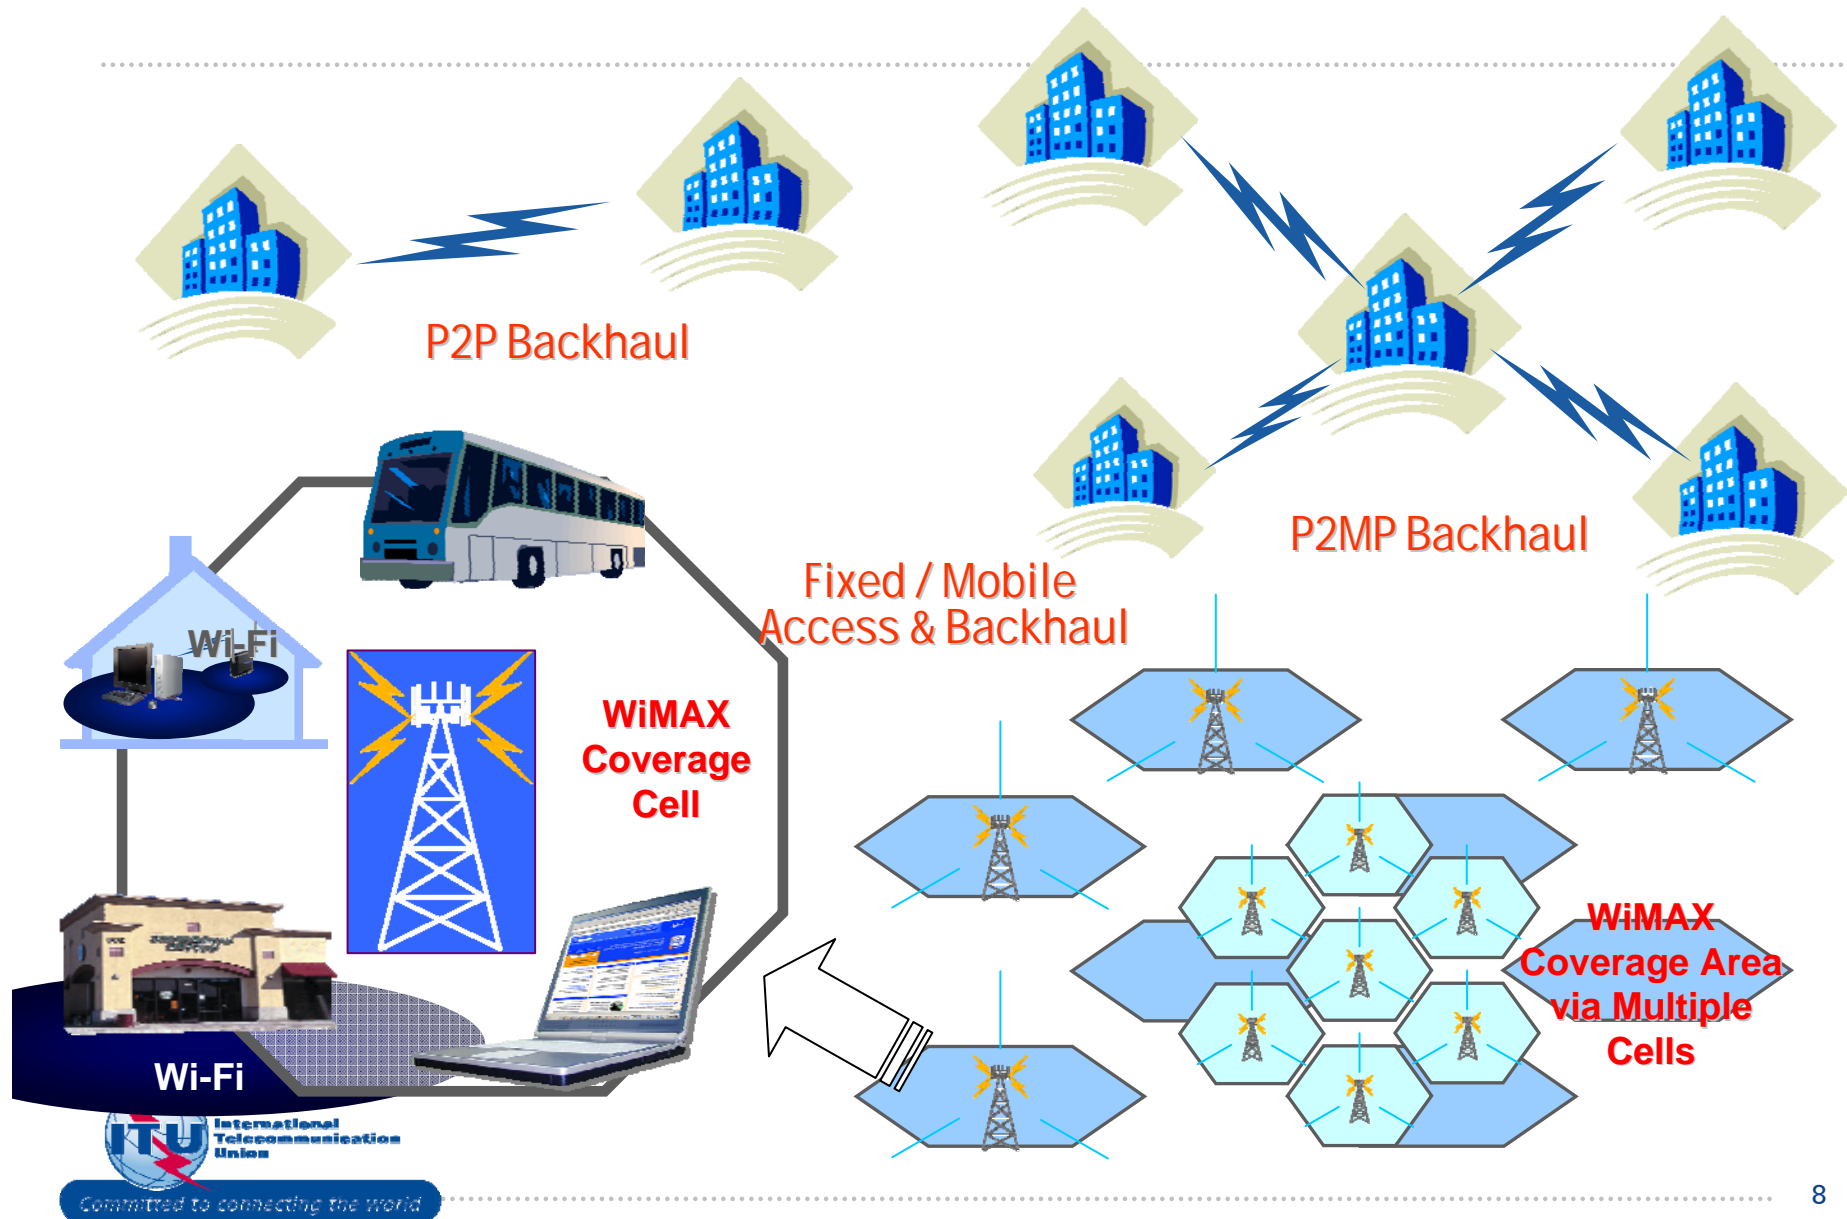 P2P Backhaul
P2MP Backhaul
Fixed / Mobile
Access & Backhaul
Wi-Fi
WiMAX
Coverage
Cell
WiMAX
Coverage Area
via Multiple
Cells
Wi-Fi
ITU
International
Telecommunication
Union
Committed to connecting the world
8